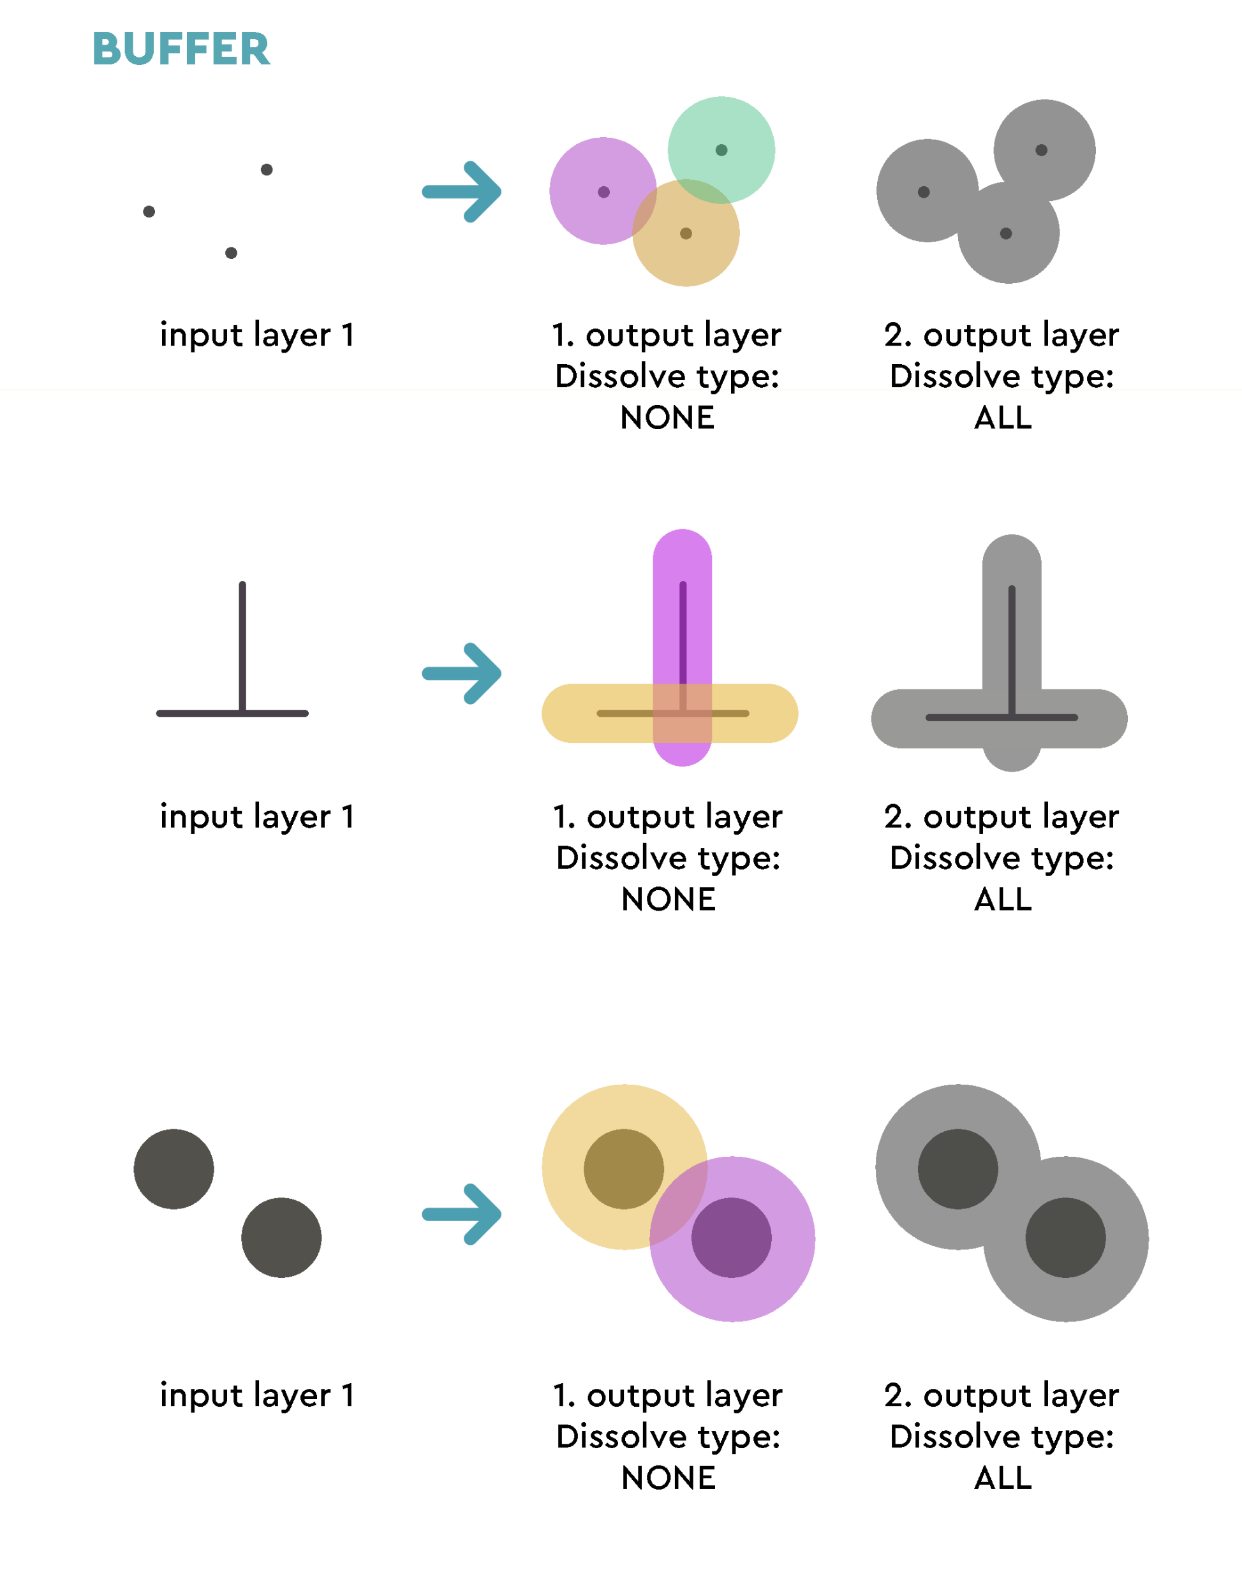 BUFFER
input layer 1
1. output layer
Dissolve type:
NONE
2. output layer
Dissolve type:
ALL
input layer 1
1. output layer
Dissolve type:
NONE
2. output layer
Dissolve type:
ALL
input layer 1
1. output layer
Dissolve type:
NONE
2. output layer
Dissolve type:
ALL